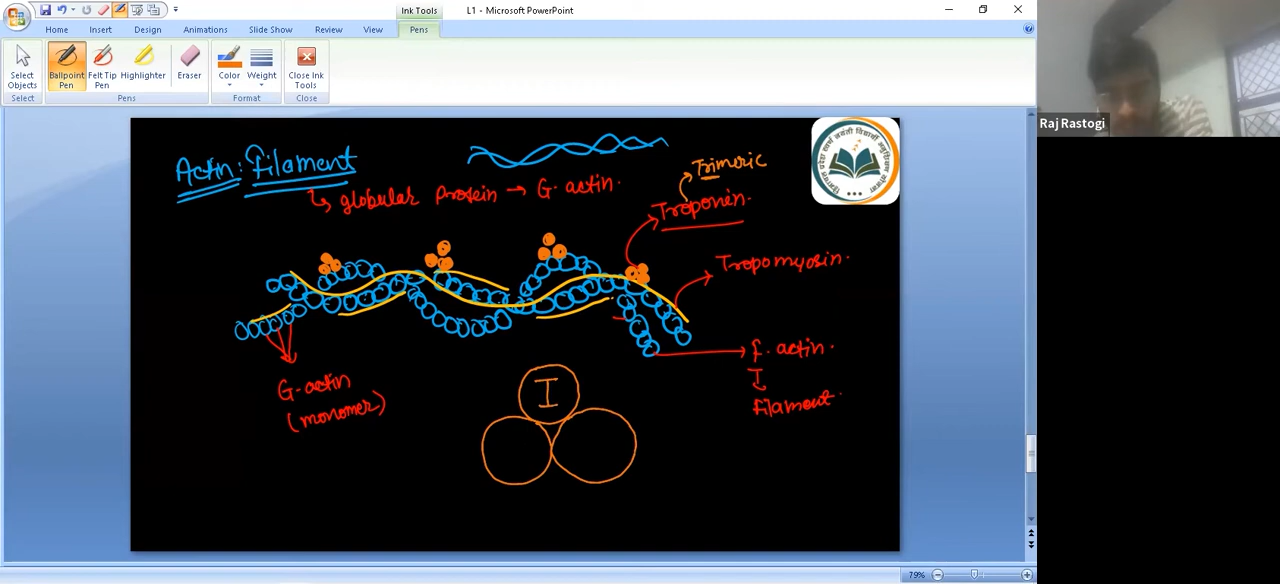 Ink Tools
L1 - Microsoft PowerPoint
Home Insert Design Animations Slide Show Review View Pens
Select Objects
Ballpoint Pen
Felt Tip Pen
Highlighter
Eraser
Color
Weight
Close Ink Tools
Select Pens Format Close
Raj Rastogi
Actin: Filament
globular Protein → G. actin.
Trimeric
Troponin.
Tropomyosin.
G-actin
(monomer)
f. actin.
filament.
I
79%